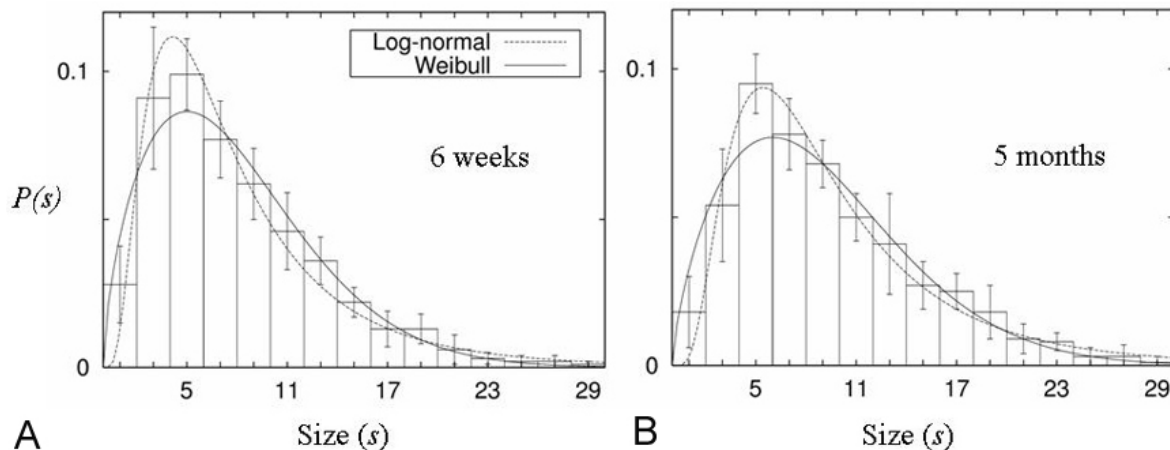 Log-normal
Weibull
0.1
6 weeks
P(s)
0
5 11 17 23 29
A
Size (s)
0.1
5 months
0
5 11 17 23 29
B
Size (s)